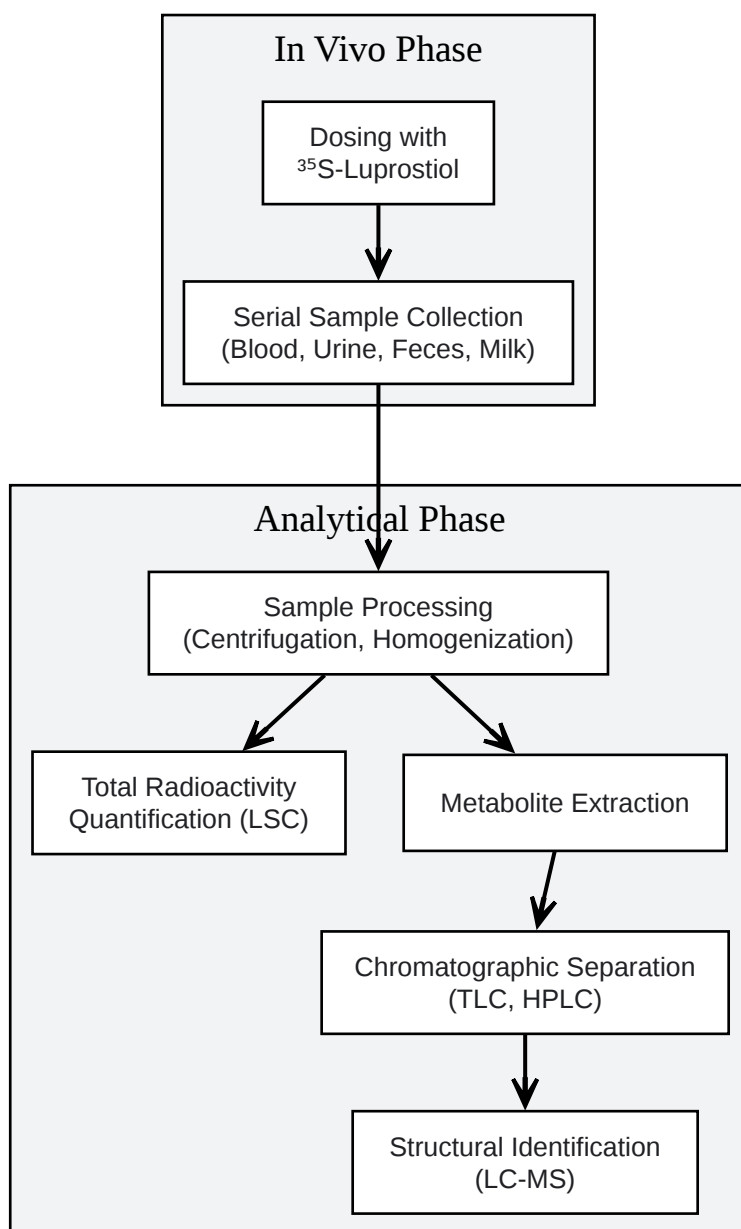 In Vivo Phase
Dosing with
³⁵S-Luprostiol
Serial Sample Collection
(Blood, Urine, Feces, Milk)
Analytical Phase
Sample Processing
(Centrifugation, Homogenization)
Total Radioactivity
Quantification (LSC)
Metabolite Extraction
Chromatographic Separation
(TLC, HPLC)
Structural Identification
(LC-MS)